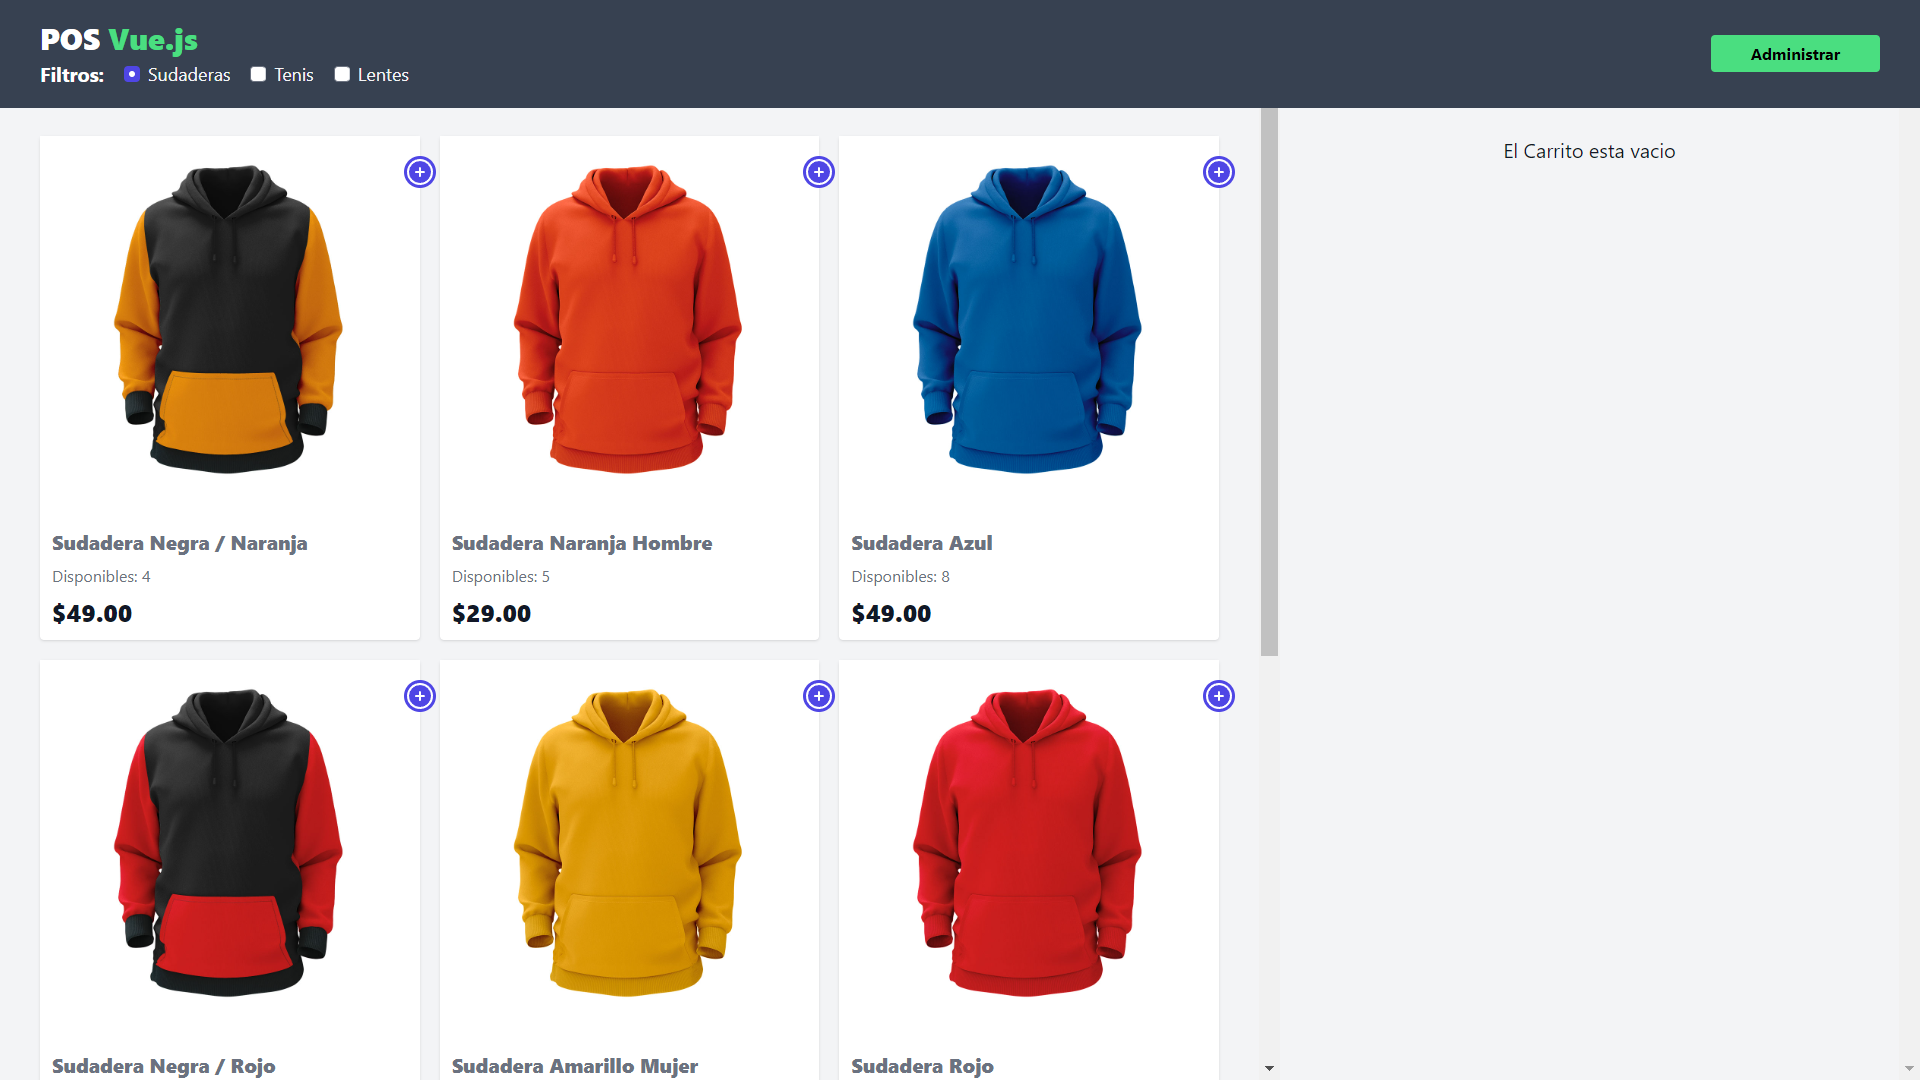 POS Vue.js
Filtros: Sudaderas Tenis Lentes
Administrar
El Carrito esta vacio
Sudadera Negra / Naranja
Disponibles: 4
$49.00
Sudadera Naranja Hombre
Disponibles: 5
$29.00
Sudadera Azul
Disponibles: 8
$49.00
Sudadera Negra / Rojo
Sudadera Amarillo Mujer
Sudadera Rojo